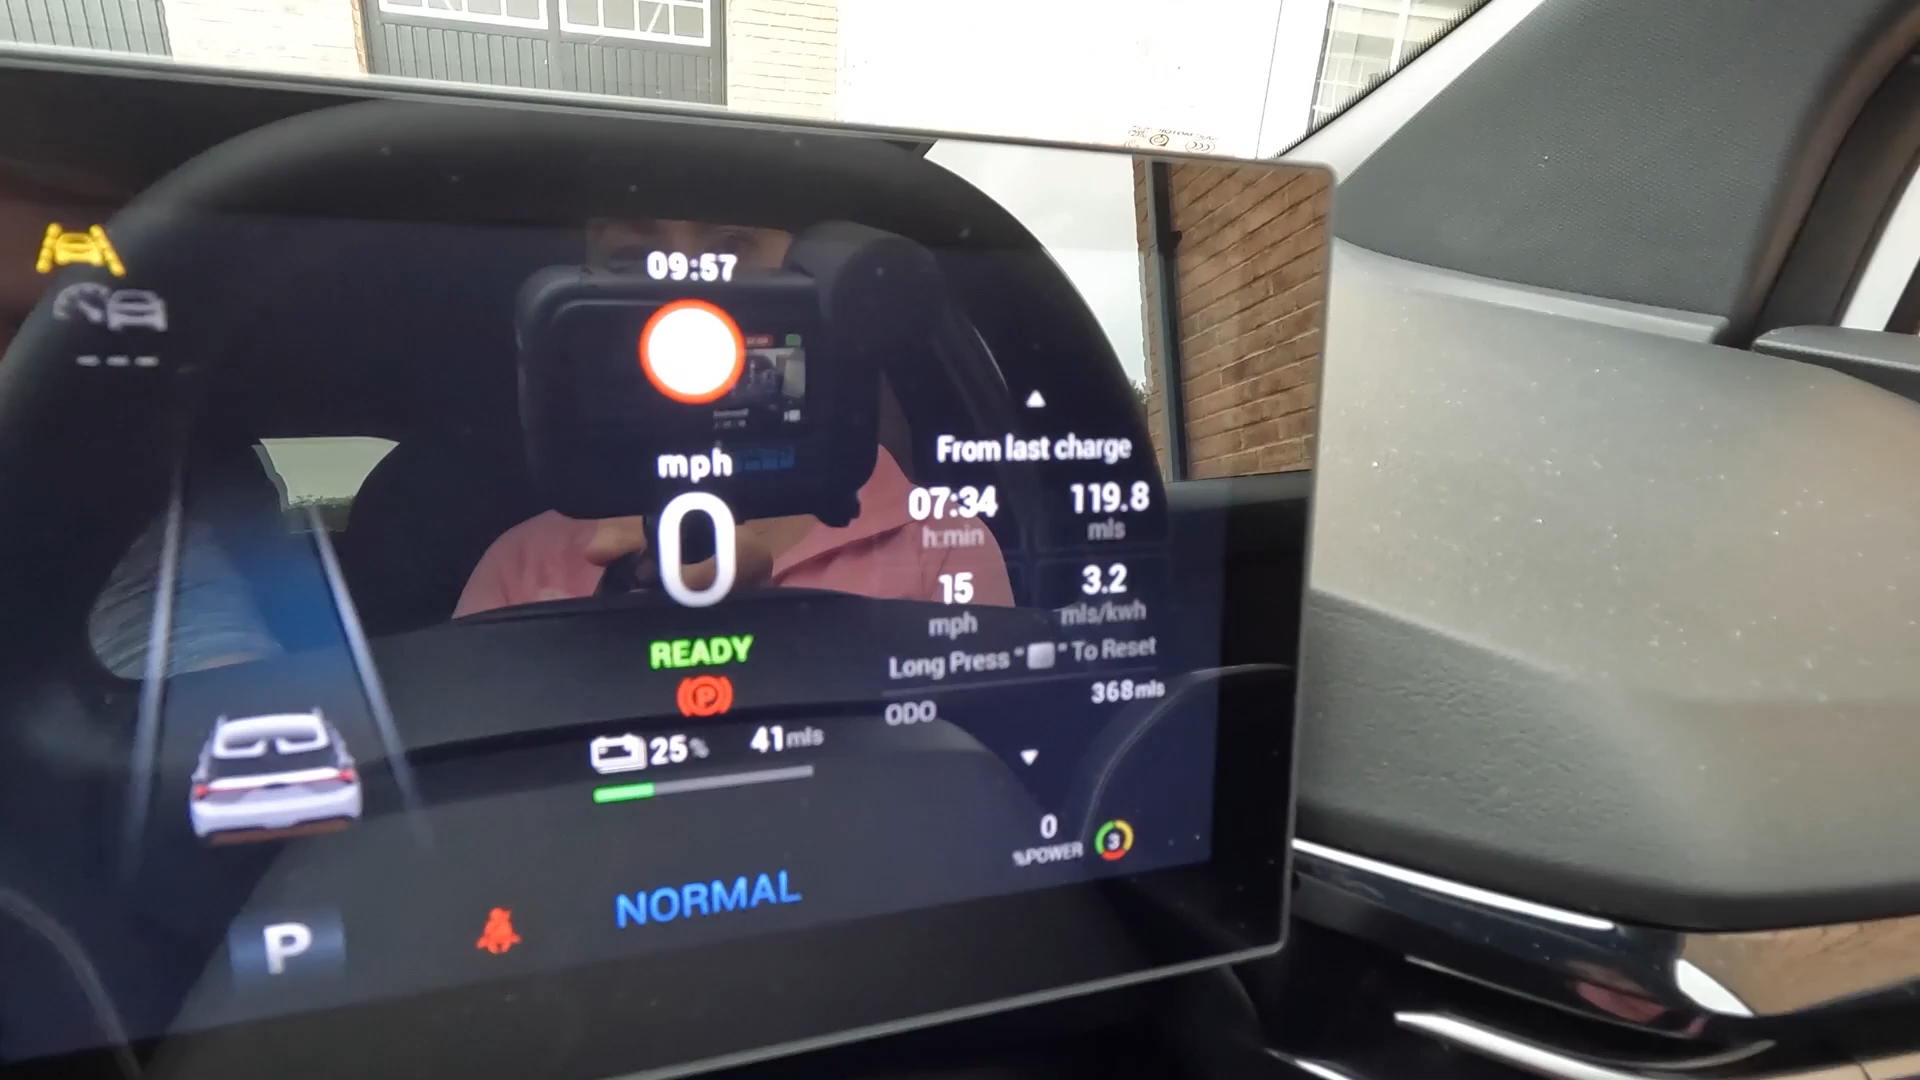 09:57
mph
0
READY
25% 41mls
NORMAL
P
From last charge
07:34 119.8
h:min mls
15 3.2
mph mls/kwh
Long Press " " To Reset
ODO 368mls
0
%POWER 3